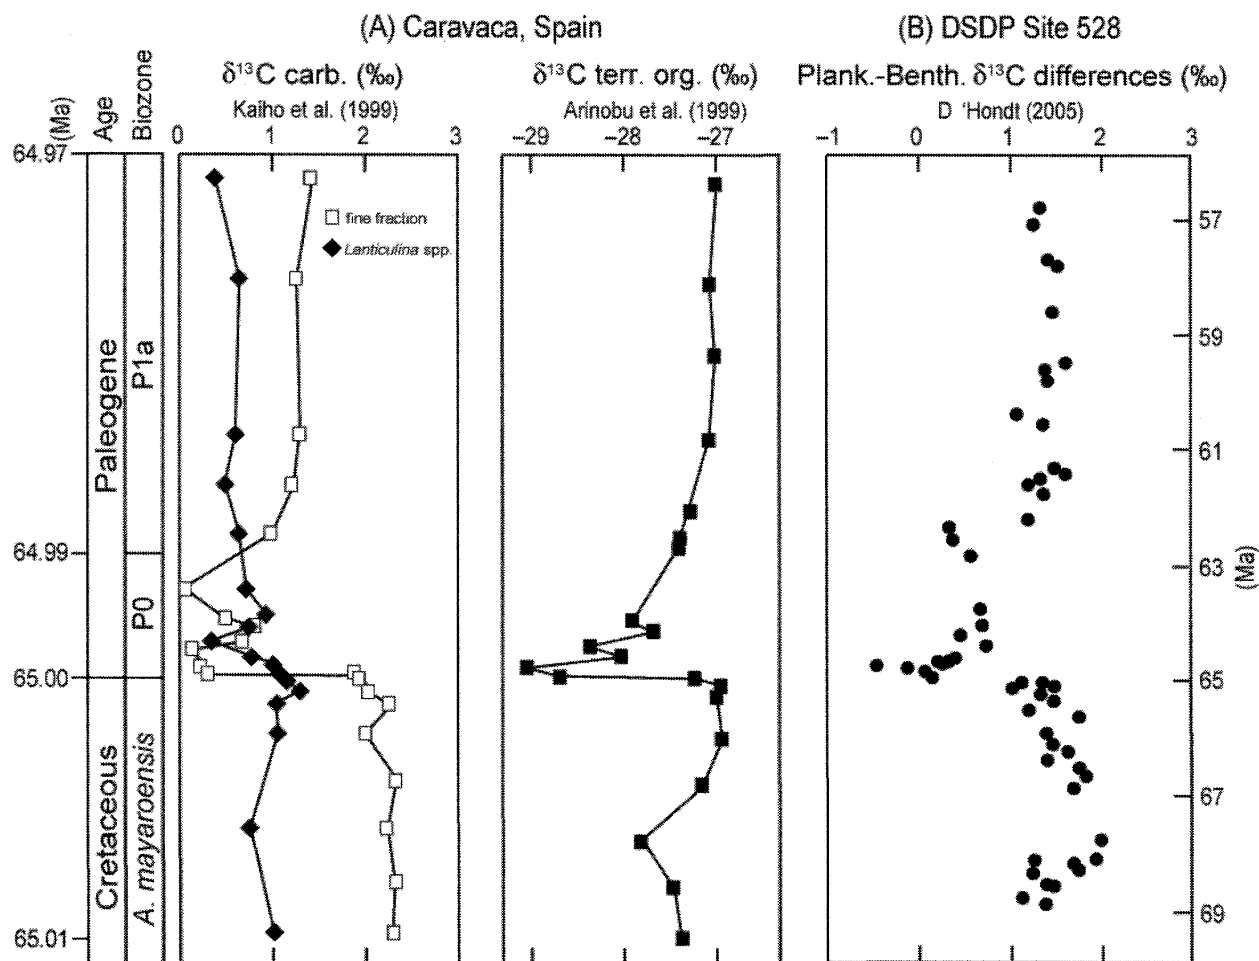 (A) Caravaca, Spain
(B) DSDP Site 528
δ¹³C carb. (‰)
δ¹³C terr. org. (‰)
Plank.-Benth. δ¹³C differences (‰)
Kaiho et al. (1999)
Arinobu et al. (1999)
D 'Hondt (2005)
(Ma)
Age
Biozone
0 1 2 3
−29 −28 −27
−1 0 1 2 3
64.97
64.99
65.00
65.01
Paleogene
Cretaceous
P1a
P0
A. mayaroensis
fine fraction
Lanticulina spp.
57
59
61
63
65
67
69
(Ma)